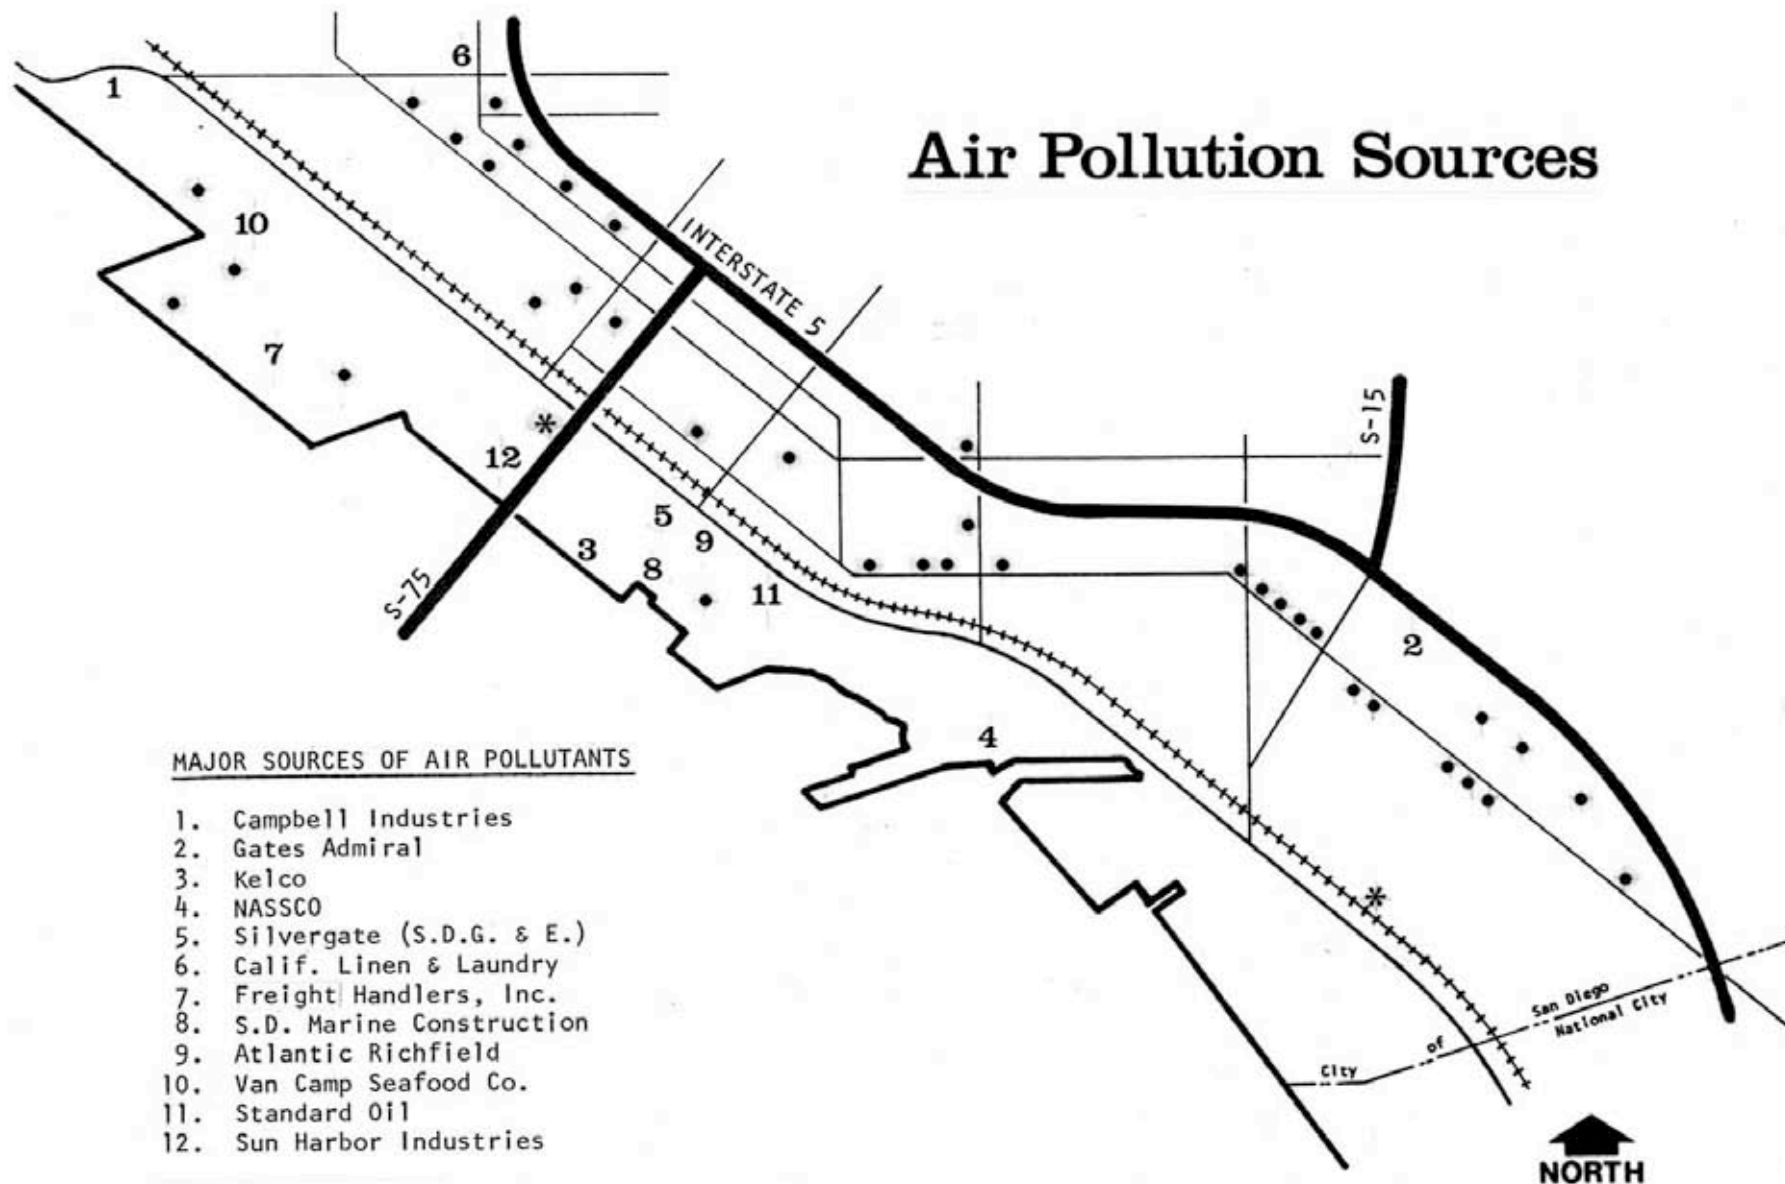 Air Pollution Sources
1
6
10
7
INTERSTATE 5
12
S-75
3
5
8
9
11
S-15
2
4
MAJOR SOURCES OF AIR POLLUTANTS
1. Campbell Industries
2. Gates Admiral
3. Kelco
4. NASSCO
5. Silvergate (S.D.G. & E.)
6. Calif. Linen & Laundry
7. Freight Handlers, Inc.
8. S.D. Marine Construction
9. Atlantic Richfield
10. Van Camp Seafood Co.
11. Standard Oil
12. Sun Harbor Industries
City of San Diego
National City
NORTH